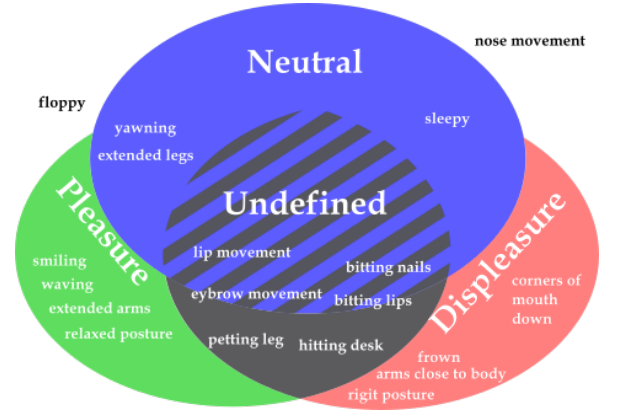 Neutral
nose movement
floppy
yawning
sleepy
extended legs
Pleasure
Undefined
Displeasure
lip movement
bitting nails
smiling
waving
extended arms
relaxed posture
eybrow movement
bitting lips
corners of
mouth
down
petting leg
hitting desk
frown
arms close to body
rigit posture